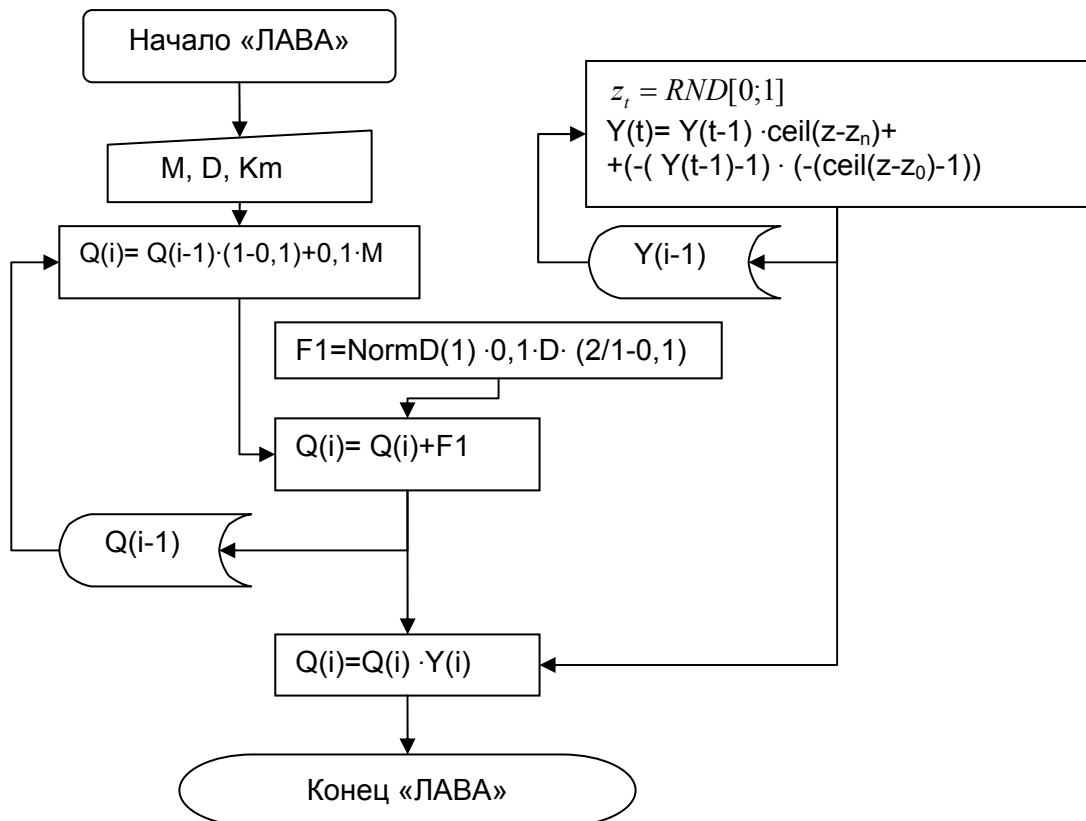 Начало «ЛАВА»
M, D, Km
Q(i)= Q(i-1)·(1-0,1)+0,1·M
z_t = RND[0;1]
Y(t)= Y(t-1) ·ceil(z-z_n)+
+(-( Y(t-1)-1) · (-(ceil(z-z_0)-1))
Y(i-1)
F1=NormD(1) ·0,1·D· (2/1-0,1)
Q(i)= Q(i)+F1
Q(i-1)
Q(i)=Q(i) ·Y(i)
Конец «ЛАВА»